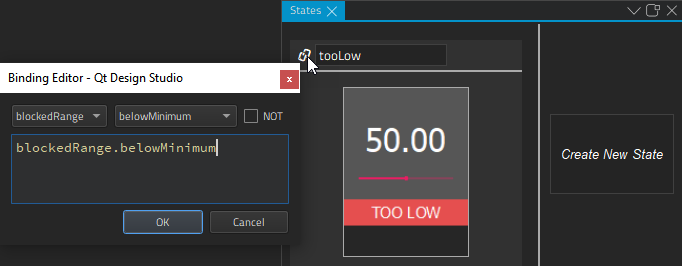 States
tooLow
Binding Editor - Qt Design Studio
blockedRange
belowMinimum
NOT
blockedRange.belowMinimum
OK
Cancel
50.00
TOO LOW
Create New State